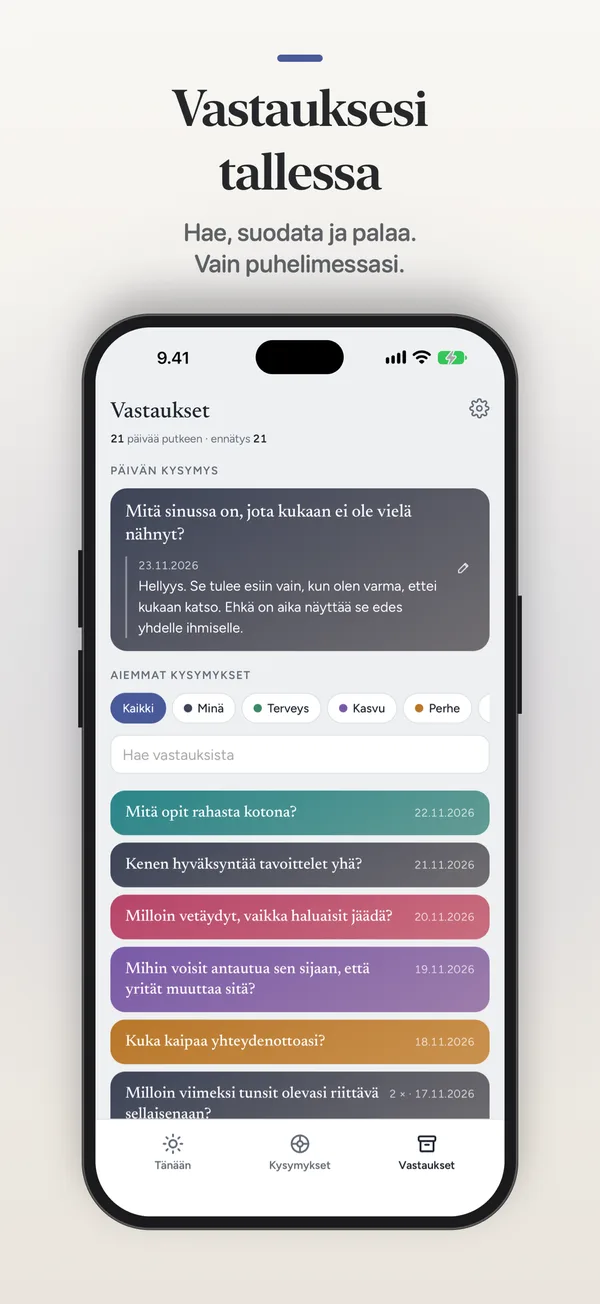 Vastauksesi
tallessa
Hae, suodata ja palaa.
Vain puhelimessasi.
9.41
Vastaukset
21 päivää putkeen · ennätys 21
PÄIVÄN KYSYMYS
Mitä sinussa on, jota kukaan ei ole vielä
nähnyt?
23.11.2026
Hellyys. Se tulee esiin vain, kun olen varma, ettei
kukaan katso. Ehkä on aika näyttää se edes
yhdelle ihmiselle.
AIEMMAT KYSYMYKSET
Kaikki Minä Terveys Kasvu Perhe
Hae vastauksista
Mitä opit rahasta kotona? 22.11.2026
Kenen hyväksyntää tavoittelet yhä? 21.11.2026
Milloin vetäydyt, vaikka haluaisit jäädä? 20.11.2026
Mihin voisit antautua sen sijaan, että 19.11.2026
yrität muuttaa sitä?
Kuka kaipaa yhteydenottoasi? 18.11.2026
Milloin viimeksi tunsit olevasi riittävä 2 × · 17.11.2026
sellaisenaan?
Tänään Kysymykset Vastaukset